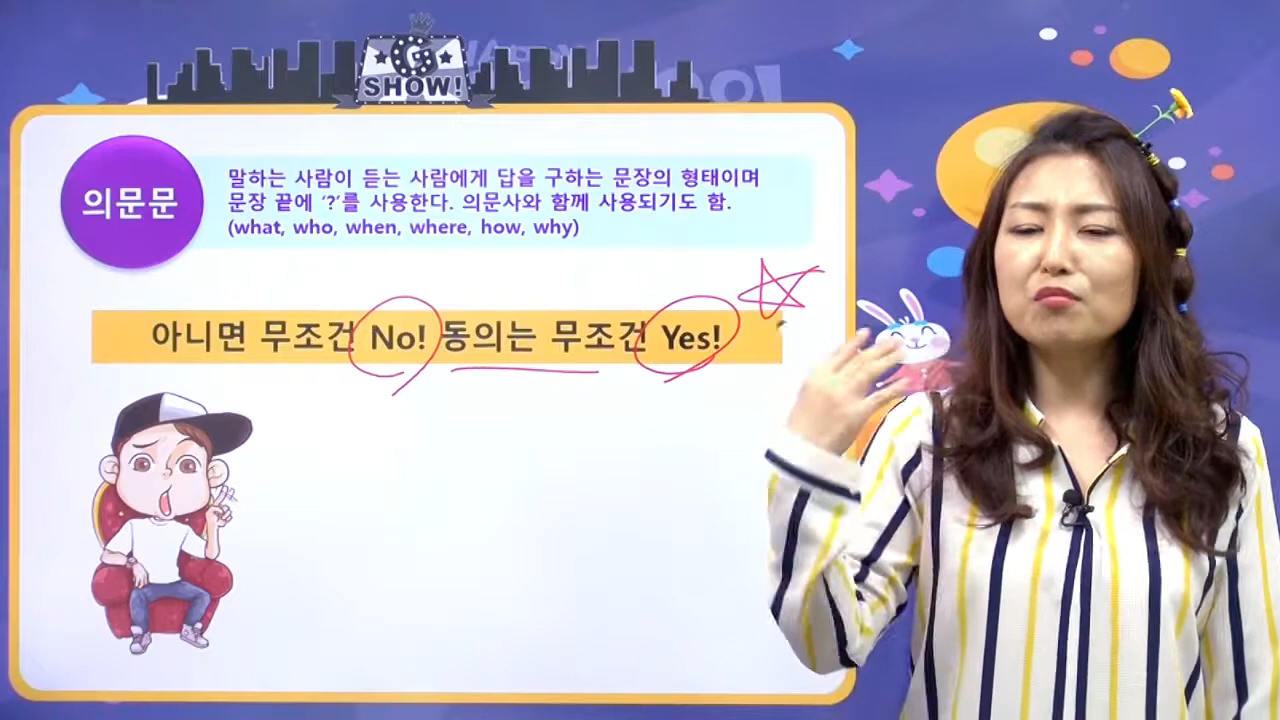 G
SHOW!
의문문
말하는 사람이 듣는 사람에게 답을 구하는 문장의 형태이며
문장 끝에 ‘?’를 사용한다. 의문사와 함께 사용되기도 함.
(what, who, when, where, how, why)
아니면 무조건 No! 동의는 무조건 Yes!